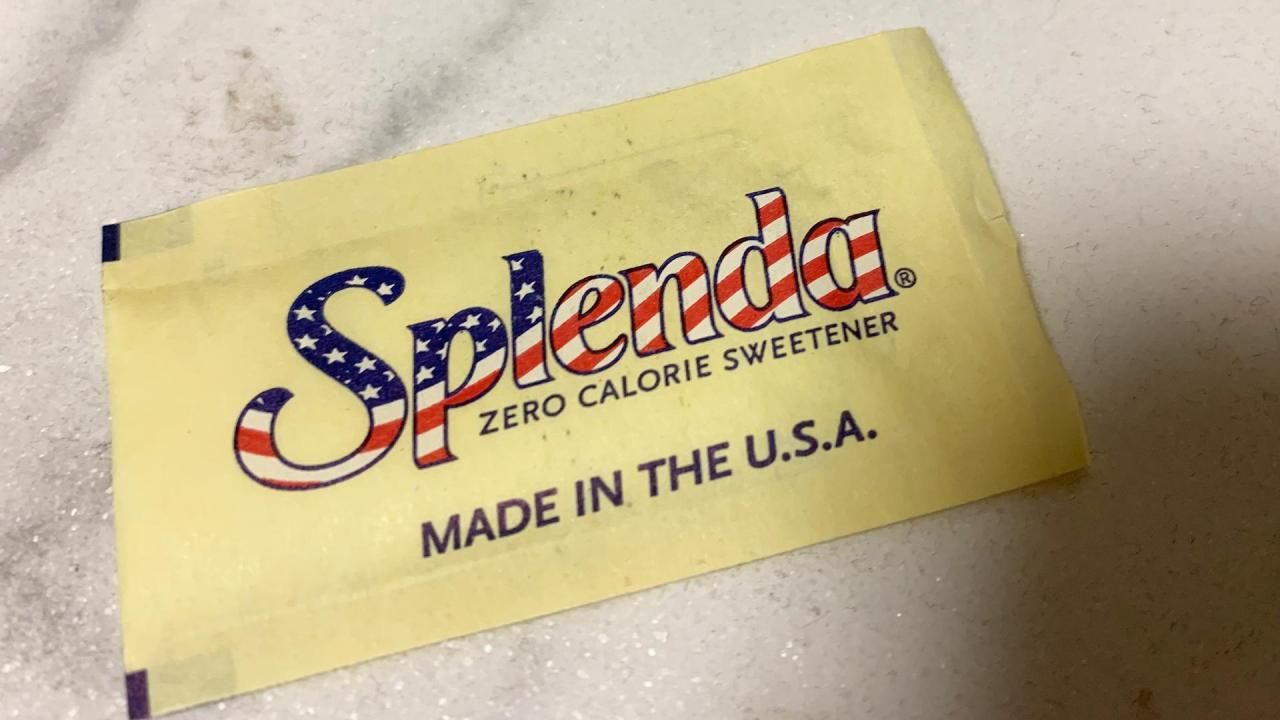 Splenda®
ZERO CALORIE SWEETENER
MADE IN THE U.S.A.